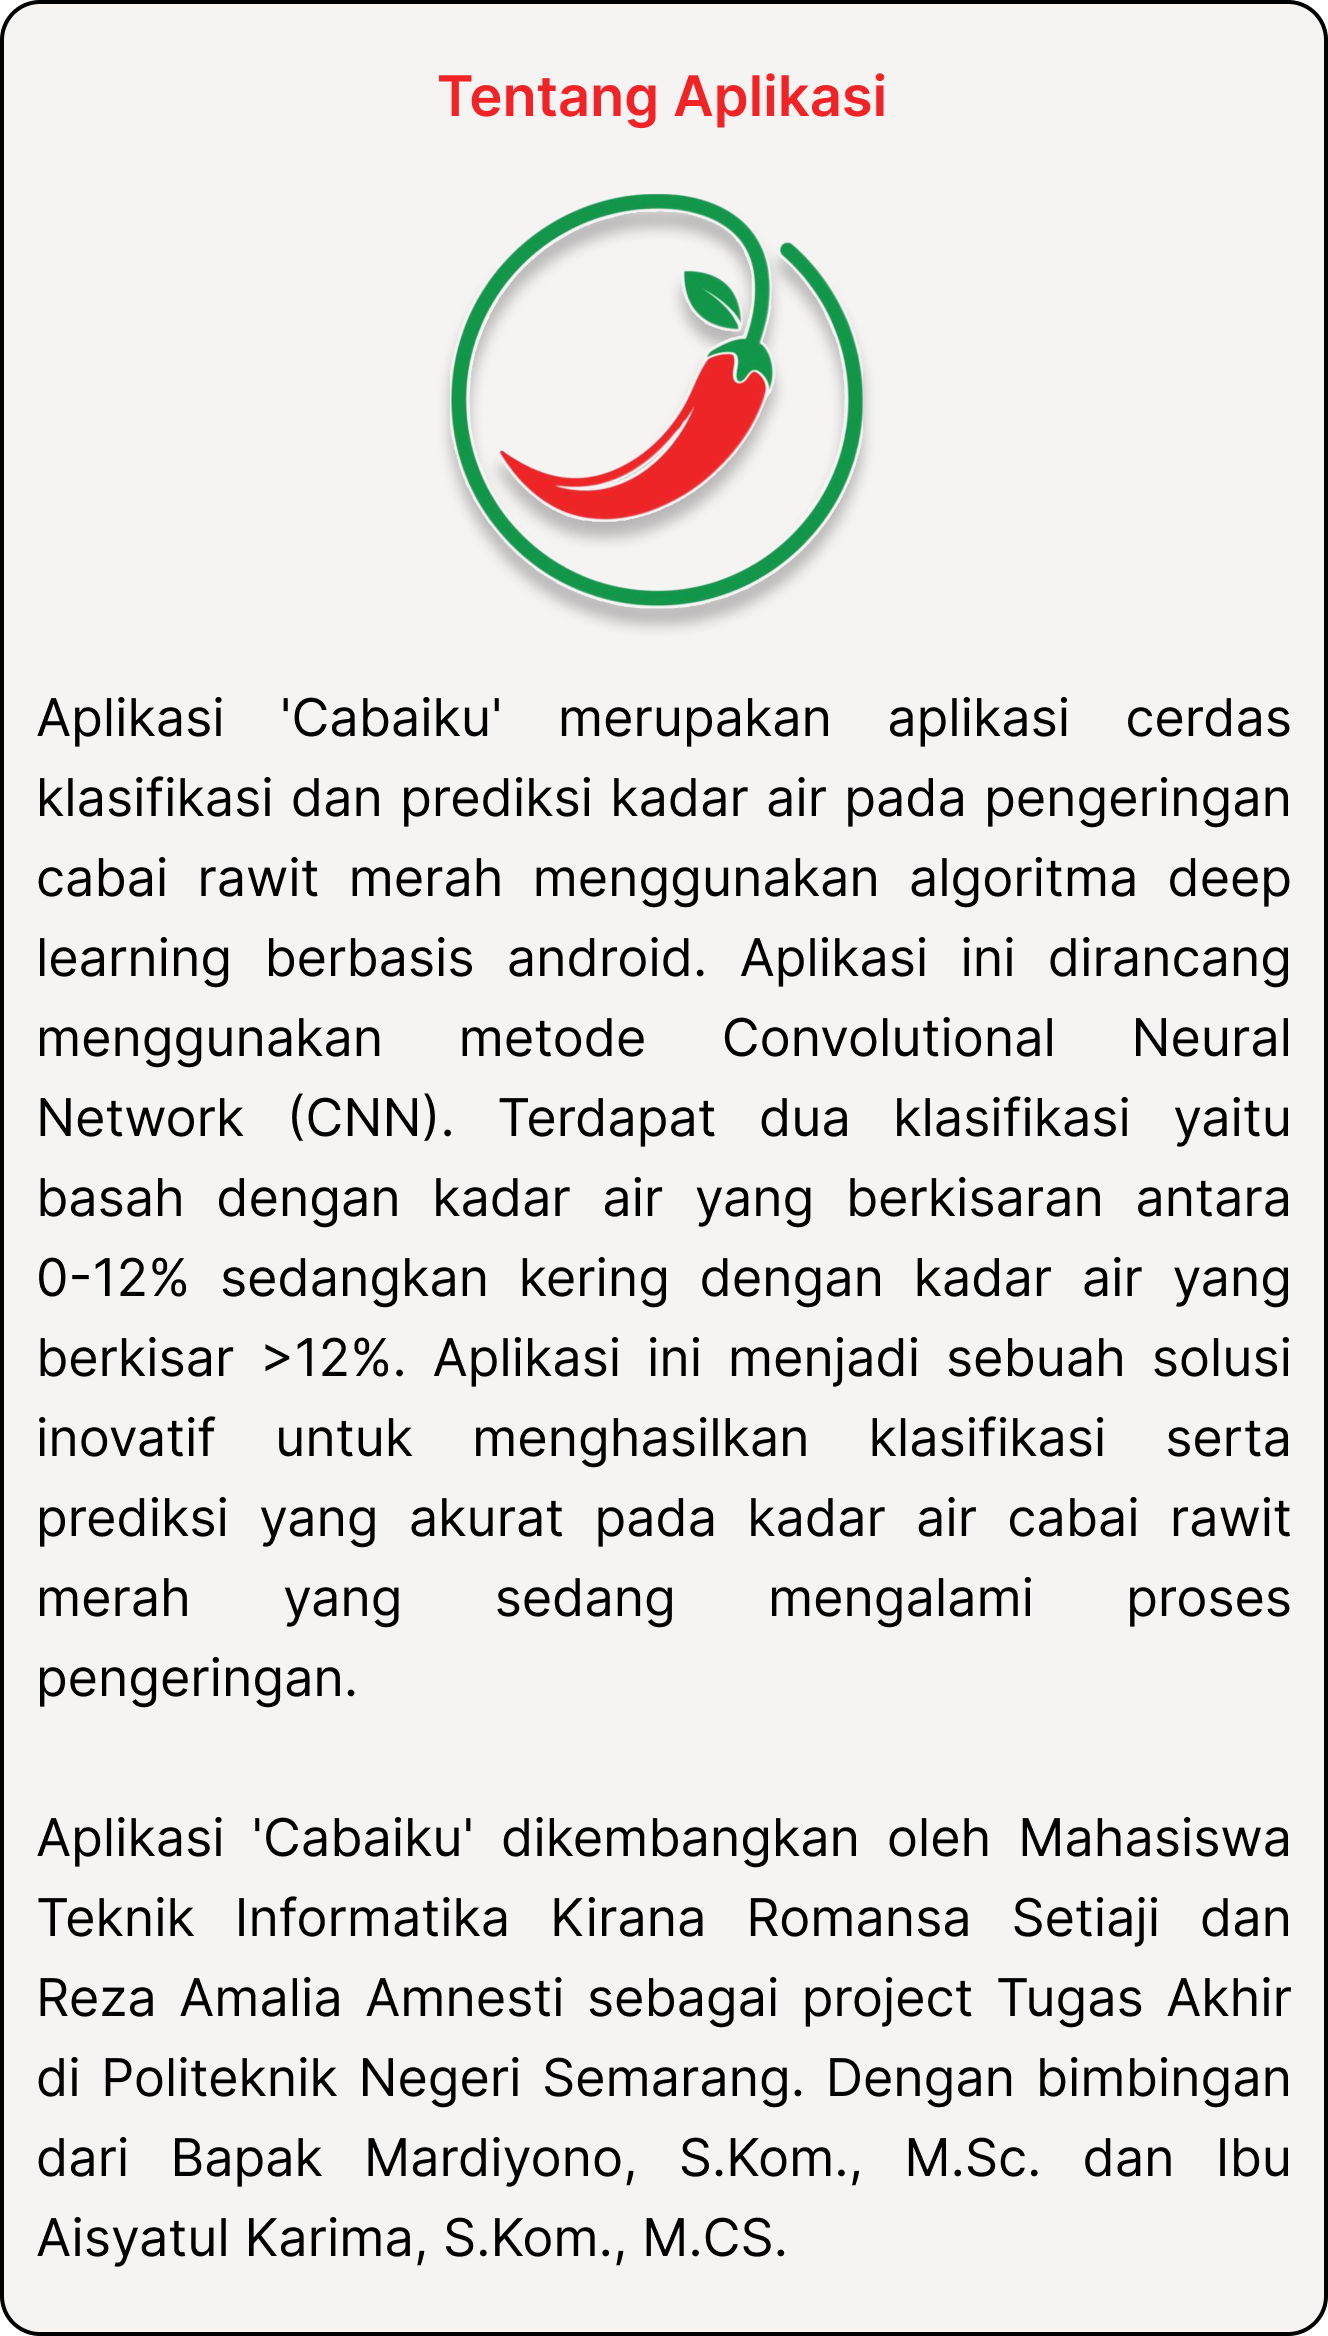 Tentang Aplikasi
Aplikasi 'Cabaiku' merupakan aplikasi cerdas
klasifikasi dan prediksi kadar air pada pengeringan
cabai rawit merah menggunakan algoritma deep
learning berbasis android. Aplikasi ini dirancang
menggunakan metode Convolutional Neural
Network (CNN). Terdapat dua klasifikasi yaitu
basah dengan kadar air yang berkisaran antara
0-12% sedangkan kering dengan kadar air yang
berkisar >12%. Aplikasi ini menjadi sebuah solusi
inovatif untuk menghasilkan klasifikasi serta
prediksi yang akurat pada kadar air cabai rawit
merah yang sedang mengalami proses
pengeringan.
Aplikasi 'Cabaiku' dikembangkan oleh Mahasiswa
Teknik Informatika Kirana Romansa Setiaji dan
Reza Amalia Amnesti sebagai project Tugas Akhir
di Politeknik Negeri Semarang. Dengan bimbingan
dari Bapak Mardiyono, S.Kom., M.Sc. dan Ibu
Aisyatul Karima, S.Kom., M.CS.